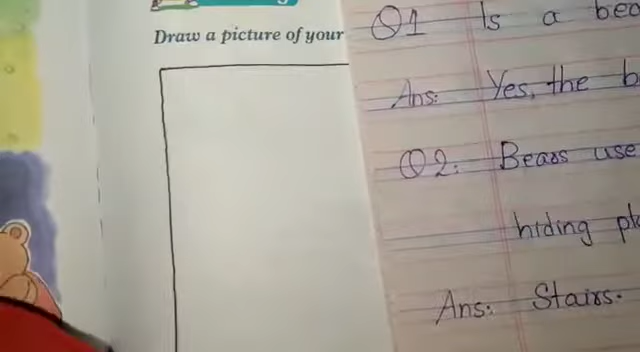 Draw a picture of your
Q1 Is a
Ans: Yes, the
Q2. Bears use
hiding
Ans: Stairs.